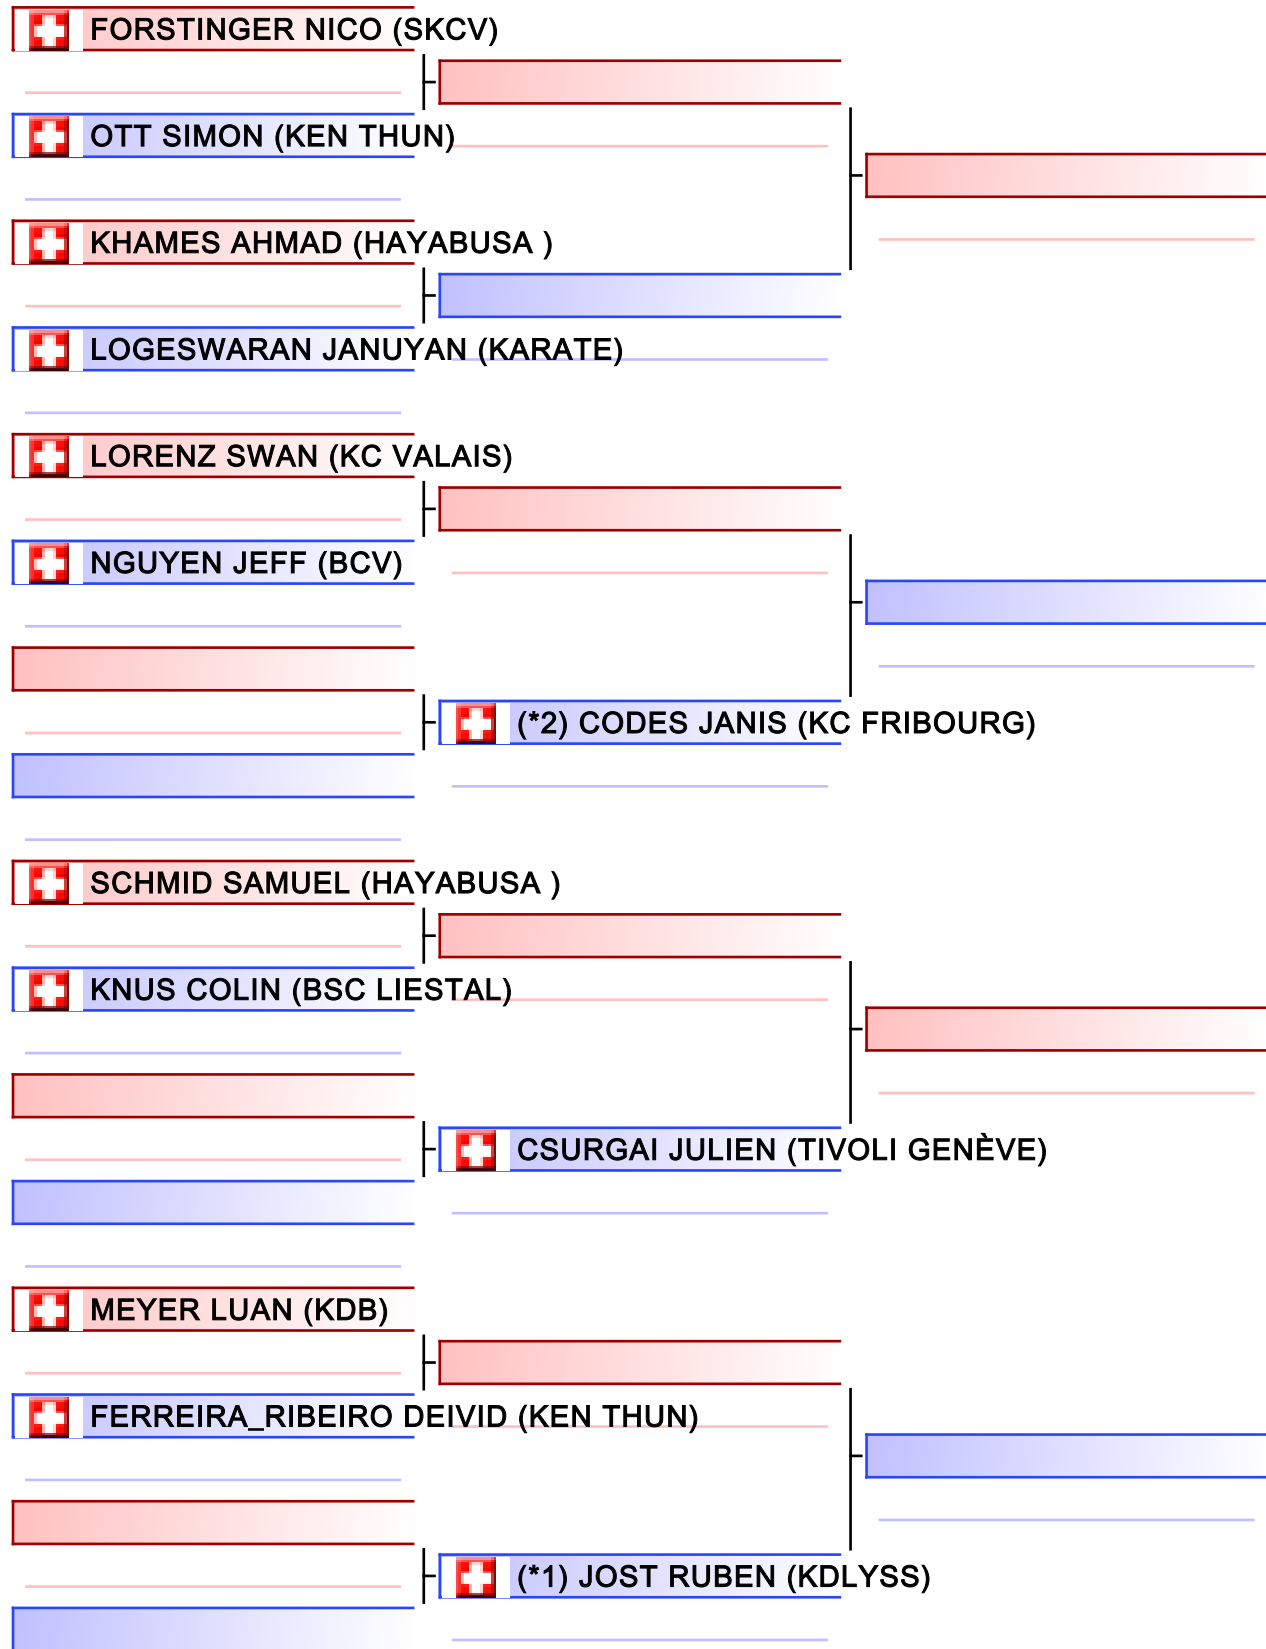 FORSTINGER NICO (SKCV)
OTT SIMON (KEN THUN)
KHAMES AHMAD (HAYABUSA )
LOGESWARAN JANUYAN (KARATE)
LORENZ SWAN (KC VALAIS)
NGUYEN JEFF (BCV)
(*2) CODES JANIS (KC FRIBOURG)
SCHMID SAMUEL (HAYABUSA )
KNUS COLIN (BSC LIESTAL)
CSURGAI JULIEN (TIVOLI GENÈVE)
MEYER LUAN (KDB)
FERREIRA_RIBEIRO DEIVID (KEN THUN)
(*1) JOST RUBEN (KDLYSS)